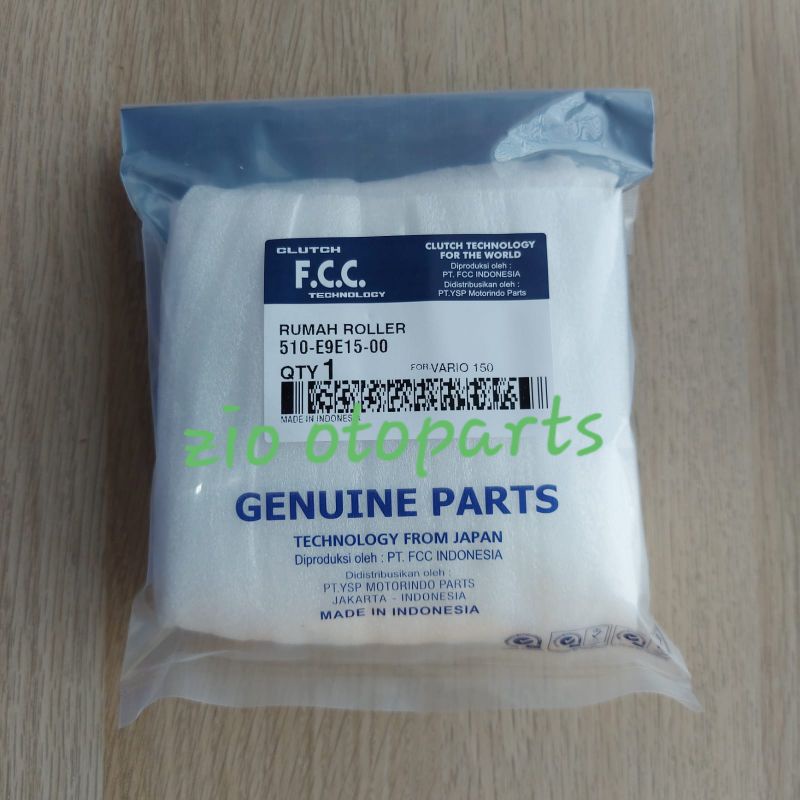 CLUTCH
F.C.C.
TECHNOLOGY
CLUTCH TECHNOLOGY
FOR THE WORLD
Diproduksi oleh :
PT. FCC INDONESIA
Didistribusikan oleh :
PT.YSP Motorindo Parts
RUMAH ROLLER
510-E9E15-00
QTY 1
FOR VARIO 150
MADE IN INDONESIA
zio otoparts
GENUINE PARTS
TECHNOLOGY FROM JAPAN
Diproduksi oleh : PT. FCC INDONESIA
Didistribusikan oleh :
PT.YSP MOTORINDO PARTS
JAKARTA - INDONESIA
MADE IN INDONESIA